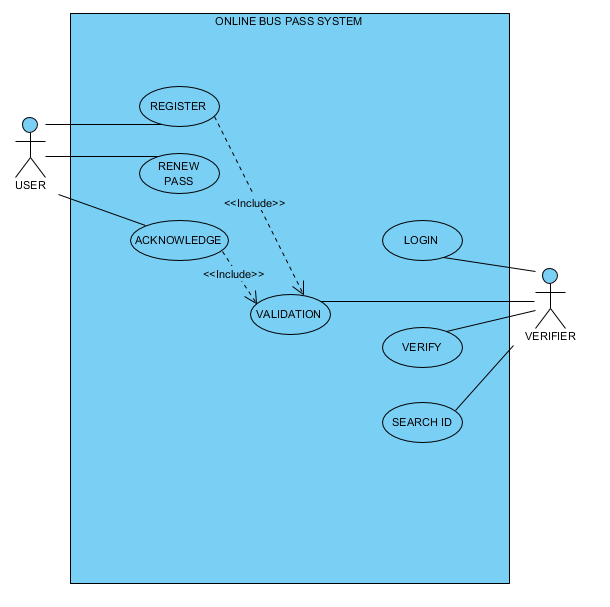 ONLINE BUS PASS SYSTEM
REGISTER
RENEW
PASS
USER
<<Include>>
ACKNOWLEDGE
LOGIN
<<Include>>
VALIDATION
VERIFIER
VERIFY
SEARCH ID